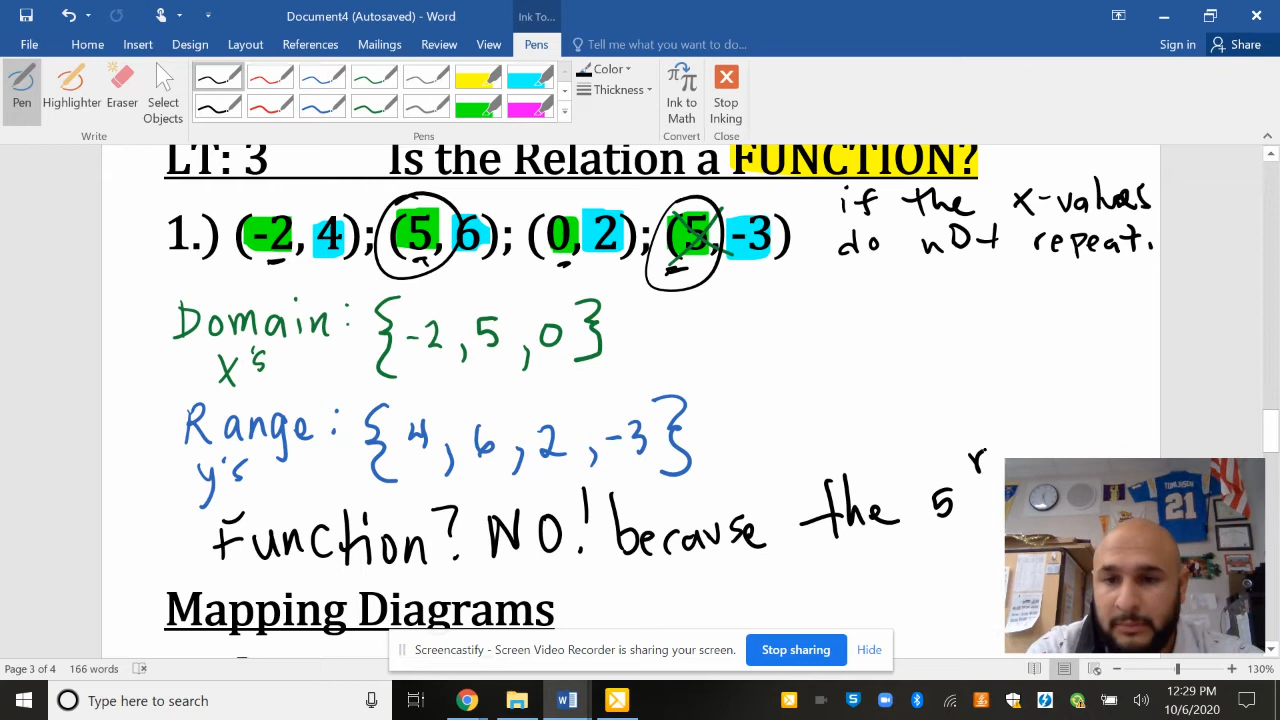 Document4 (Autosaved) - Word
Ink To...
File Home Insert Design Layout References Mailings Review View Pens Tell me what you want to do... Sign in Share
Pen Highlighter Eraser Select Objects
Color
Thickness
Ink to Math
Stop Inking
Write Pens Convert Close
LT: 3 Is the Relation a FUNCTION?
if the x-values
1.) (-2, 4); (5, 6); (0, 2); (5, -3)
do nOt repeat.
Domain: {-2, 5, 0}
X's
Range: {4, 6, 2, -3}
y's
Function? NO! because the 5 r
TOMLINSON
21
Mapping Diagrams
Screencastify - Screen Video Recorder is sharing your screen. Stop sharing Hide
Page 3 of 4 166 words 130%
Type here to search
12:29 PM
10/6/2020